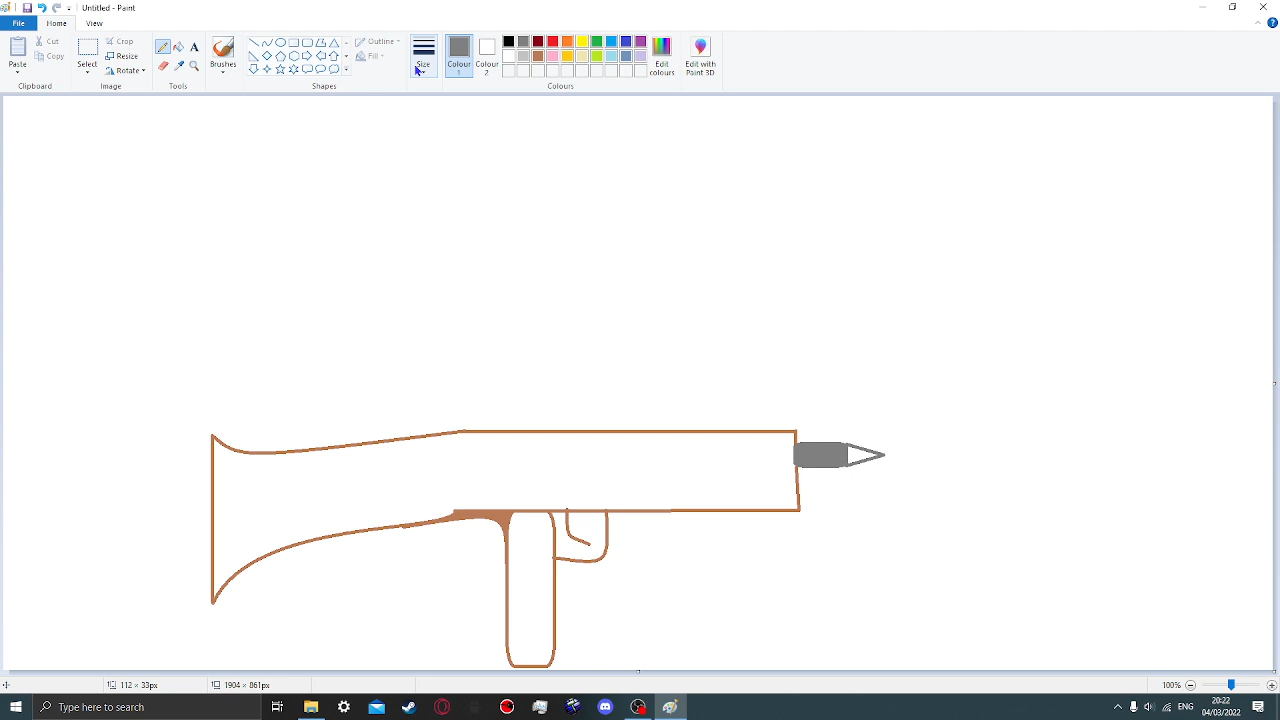 Untitled - Paint
File Home View
Paste
Cut
Copy
Clipboard
Select
Crop
Resize
Rotate
Image
A
Tools
Brushes
Outline
Fill
Shapes
Size
Colour 1
Colour 2
Edit colours
Edit with Paint 3D
Colours
112 × 33px
1904 × 861px
100%
Type here to search
ENG
20:22
04/03/2022